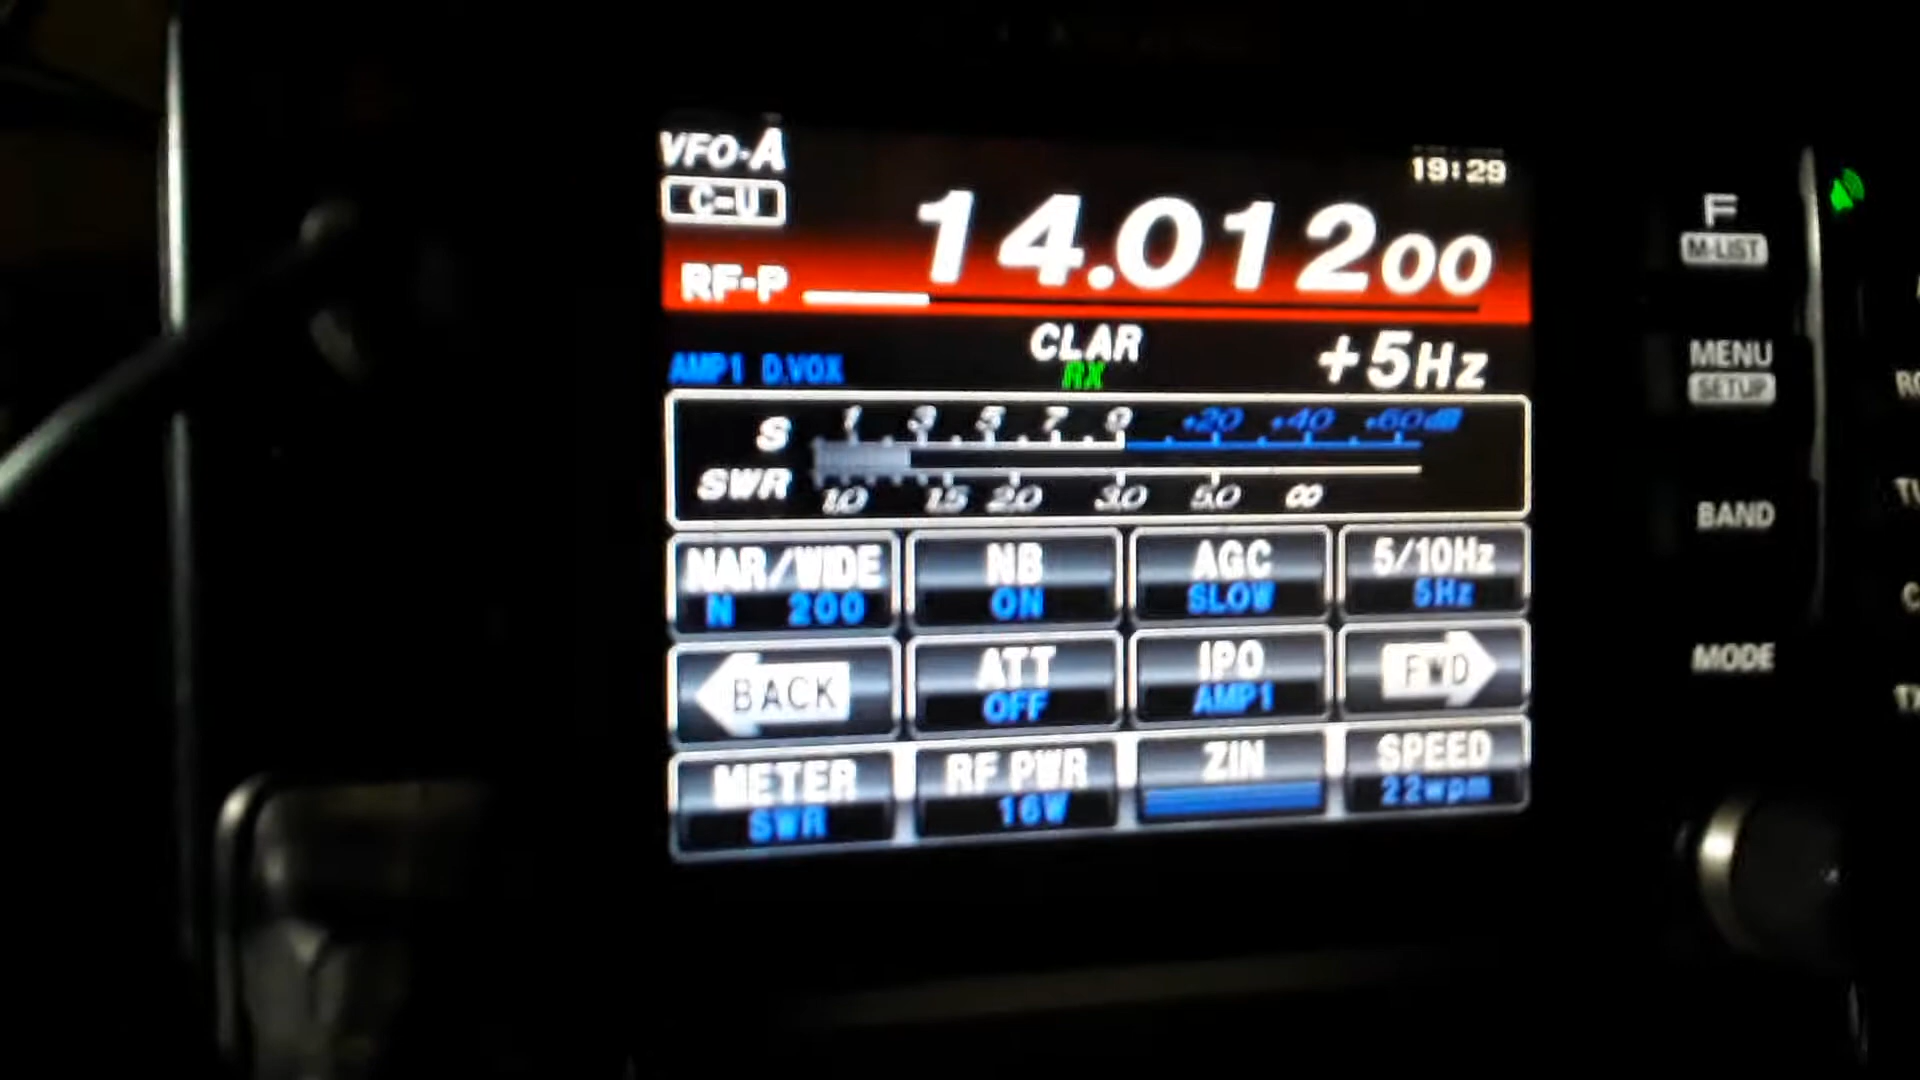 VFO-A
19:29
C-U
14.01200
RF-P
CLAR
RX
+5Hz
AMP1 D.VOX
S 1 3 5 7 9 +20 +40 +60dB
SWR 1.0 1.5 2.0 3.0 5.0 ∞
NAR/WIDE NB AGC 5/10Hz
N 200 ON SLOW 5Hz
BACK ATT IPO FWD
OFF AMP1
METER RF PWR ZIN SPEED
SWR 16W 22wpm
F
M-LIST
MENU
SETUP
BAND
MODE